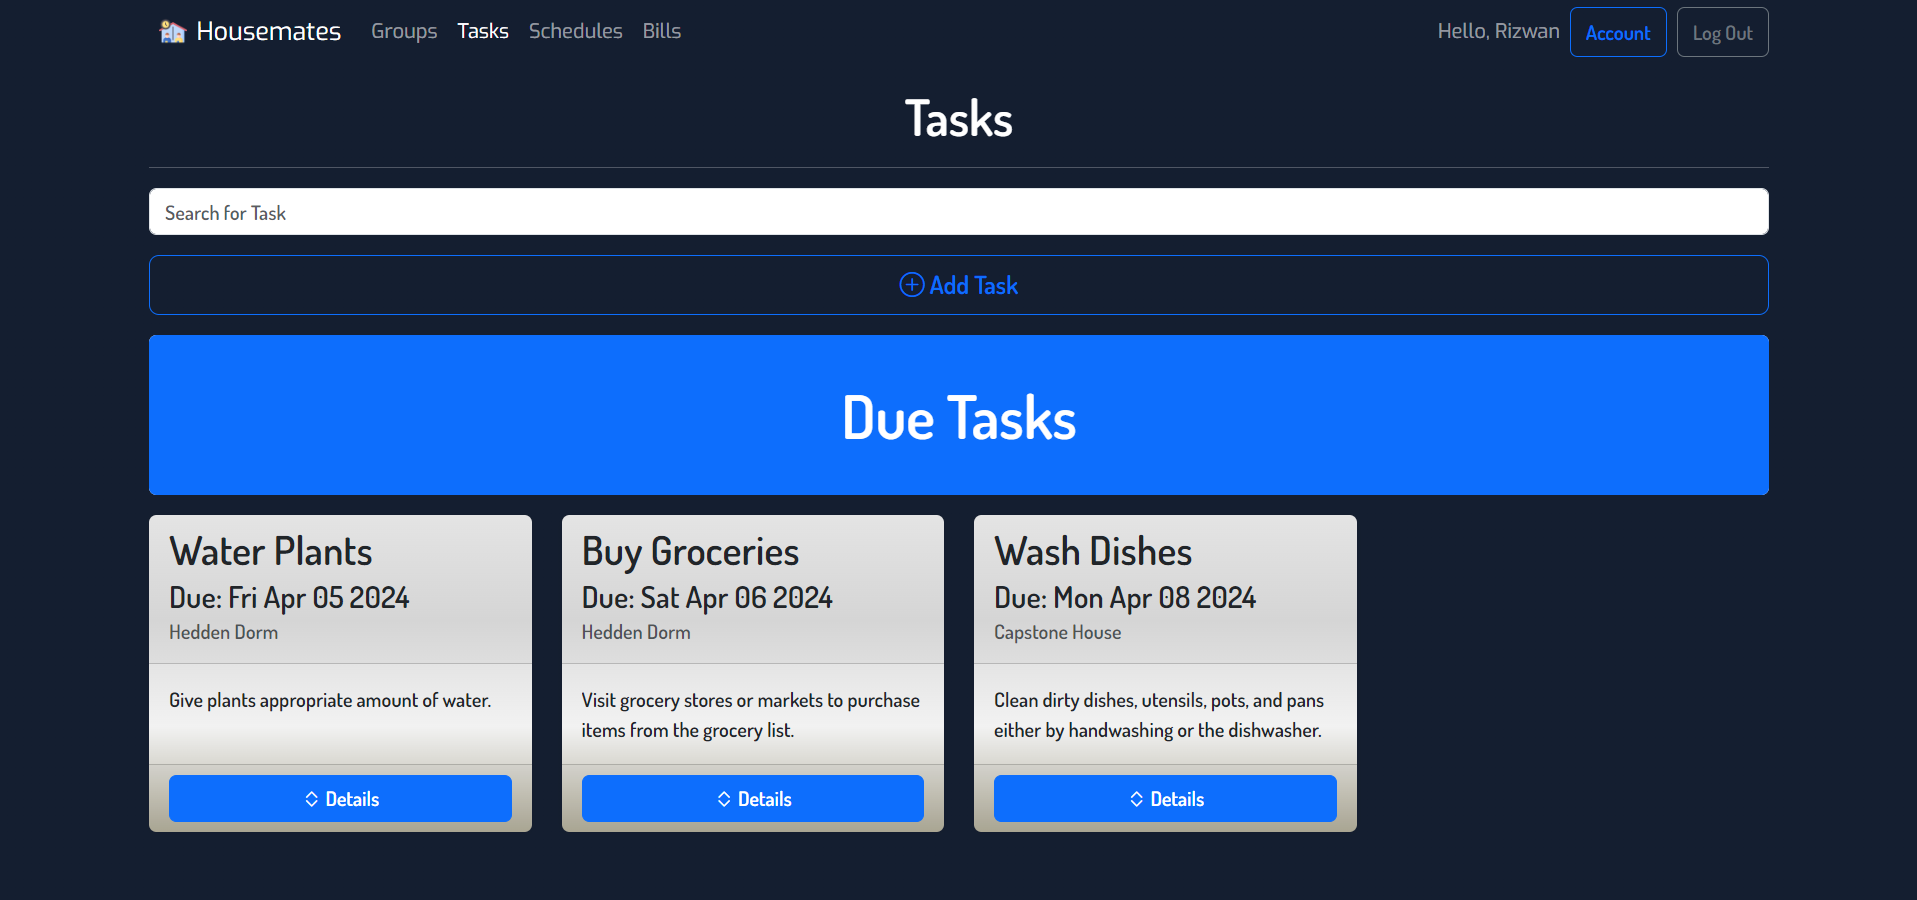 Housemates Groups Tasks Schedules Bills Hello, Rizwan Account Log Out
Tasks
Search for Task
Add Task
Due Tasks
Water Plants
Due: Fri Apr 05 2024
Hedden Dorm
Give plants appropriate amount of water.
Details
Buy Groceries
Due: Sat Apr 06 2024
Hedden Dorm
Visit grocery stores or markets to purchase
items from the grocery list.
Details
Wash Dishes
Due: Mon Apr 08 2024
Capstone House
Clean dirty dishes, utensils, pots, and pans
either by handwashing or the dishwasher.
Details